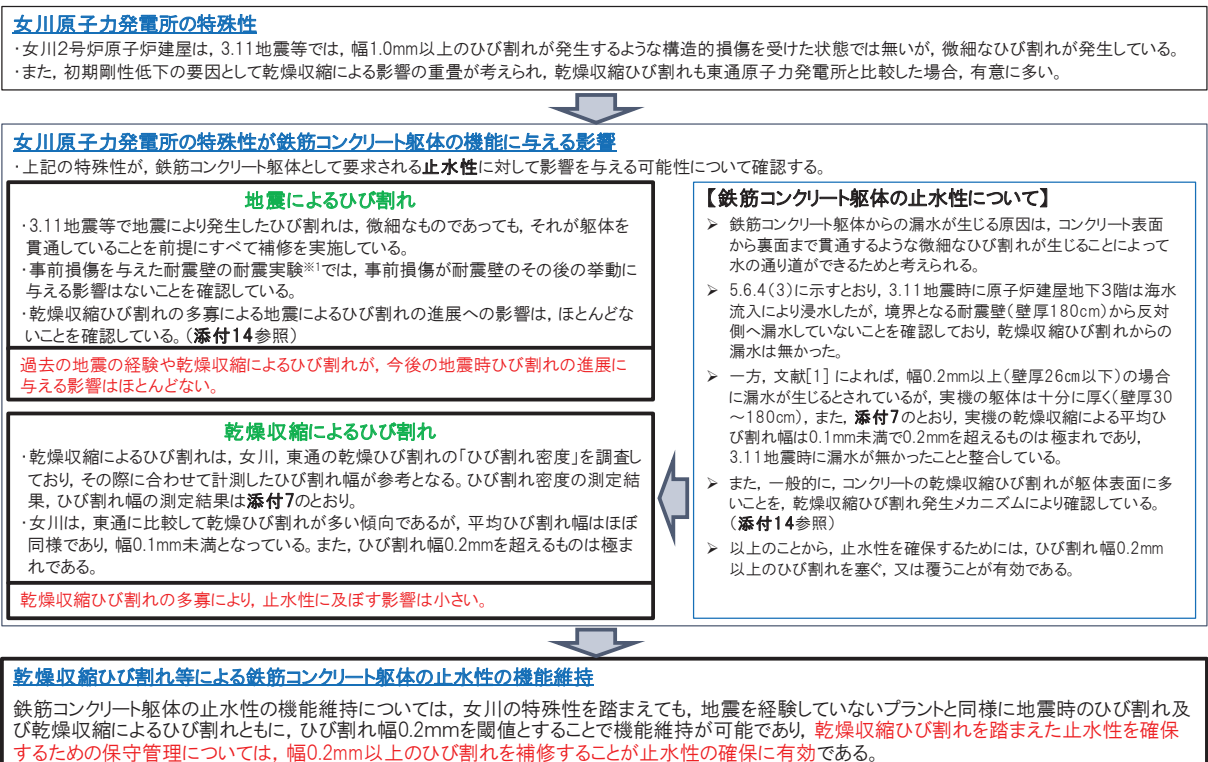 女川原子力発電所の特殊性
・女川2号炉原子炉建屋は，3.11地震等では，幅1.0mm以上のひび割れが発生するような構造的損傷を受けた状態では無いが，微細なひび割れが発生している。
・また，初期剛性低下の要因として乾燥収縮による影響の重畳が考えられ，乾燥収縮ひび割れも東通原子力発電所と比較した場合，有意に多い。
女川原子力発電所の特殊性が鉄筋コンクリート躯体の機能に与える影響
・上記の特殊性が，鉄筋コンクリート躯体として要求される止水性に対して影響を与える可能性について確認する。
地震によるひび割れ
・3.11地震等で地震により発生したひび割れは，微細なものであっても，それが躯体を
貫通していることを前提にすべて補修を実施している。
・事前損傷を与えた耐震壁の耐震実験※1では，事前損傷が耐震壁のその後の挙動に
与える影響はないことを確認している。
・乾燥収縮ひび割れの多寡による地震によるひび割れの進展への影響は，ほとんどな
いことを確認している。（添付14参照）
過去の地震の経験や乾燥収縮によるひび割れが，今後の地震時ひび割れの進展に
与える影響はほとんどない。
乾燥収縮によるひび割れ
・乾燥収縮によるひび割れは，女川，東通の乾燥ひび割れの「ひび割れ密度」を調査し
ており，その際に合わせて計測したひび割れ幅が参考となる。ひび割れ密度の測定結
果，ひび割れ幅の測定結果は添付7のとおり。
・女川は，東通に比較して乾燥ひび割れが多い傾向であるが，平均ひび割れ幅はほぼ
同様であり，幅0.1mm未満となっている。また，ひび割れ幅0.2mmを超えるものは極ま
れである。
乾燥収縮ひび割れの多寡により，止水性に及ぼす影響は小さい。
【鉄筋コンクリート躯体の止水性について】
➢ 鉄筋コンクリート躯体からの漏水が生じる原因は，コンクリート表面
から裏面まで貫通するような微細なひび割れが生じることによって
水の通り道ができるためと考えられる。
➢ 5.6.4(3)に示すとおり，3.11地震時に原子炉建屋地下3階は海水
流入により浸水したが，境界となる耐震壁（壁厚180cm）から反対
側へ漏水していないことを確認しており，乾燥収縮ひび割れからの
漏水は無かった。
➢ 一方，文献[1] によれば，幅0.2mm以上（壁厚26㎝以下）の場合
に漏水が生じるとされているが，実機の躯体は十分に厚く（壁厚30
～180cm），また，添付7のとおり，実機の乾燥収縮による平均ひ
び割れ幅は0.1mm未満で0.2mmを超えるものは極まれであり，
3.11地震時に漏水が無かったことと整合している。
➢ また，一般的に，コンクリートの乾燥収縮ひび割れが躯体表面に多
いことを，乾燥収縮ひび割れ発生メカニズムにより確認している。
（添付14参照）
➢ 以上のことから，止水性を確保するためには，ひび割れ幅0.2mm
以上のひび割れを塞ぐ，又は覆うことが有効である。
乾燥収縮ひび割れ等による鉄筋コンクリート躯体の止水性の機能維持
鉄筋コンクリート躯体の止水性の機能維持については，女川の特殊性を踏まえても，地震を経験していないプラントと同様に地震時のひび割れ及
び乾燥収縮によるひび割れともに，ひび割れ幅0.2mmを閾値とすることで機能維持が可能であり，乾燥収縮ひび割れを踏まえた止水性を確保
するための保守管理については，幅0.2mm以上のひび割れを補修することが止水性の確保に有効である。